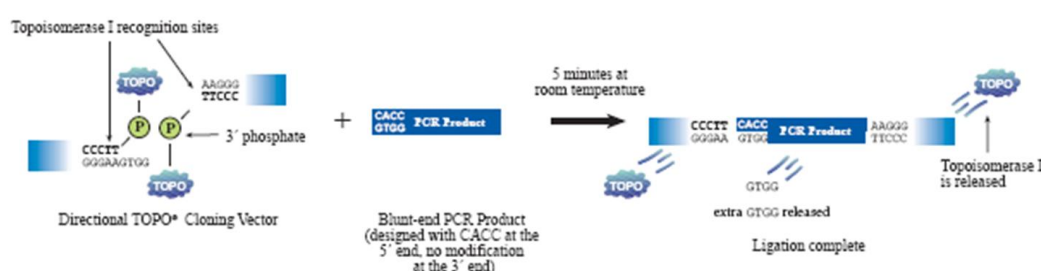 Topoisomerase I recognition sites
TOPO
AAGGG
TTCCC
P
P
3´ phosphate
CCCTT
GGGAAGTGG
TOPO
Directional TOPO® Cloning Vector
+
CACC
GTGG
PCR Product
Blunt-end PCR Product
(designed with CACC at the
5´ end, no modification
at the 3´ end)
5 minutes at
room temperature
CCCTT
GGGAA
CACC
GTGG
PCR Product
AAGGG
TTCCC
TOPO
TOPO
GTGG
extra GTGG released
Topoisomerase I
is released
Ligation complete